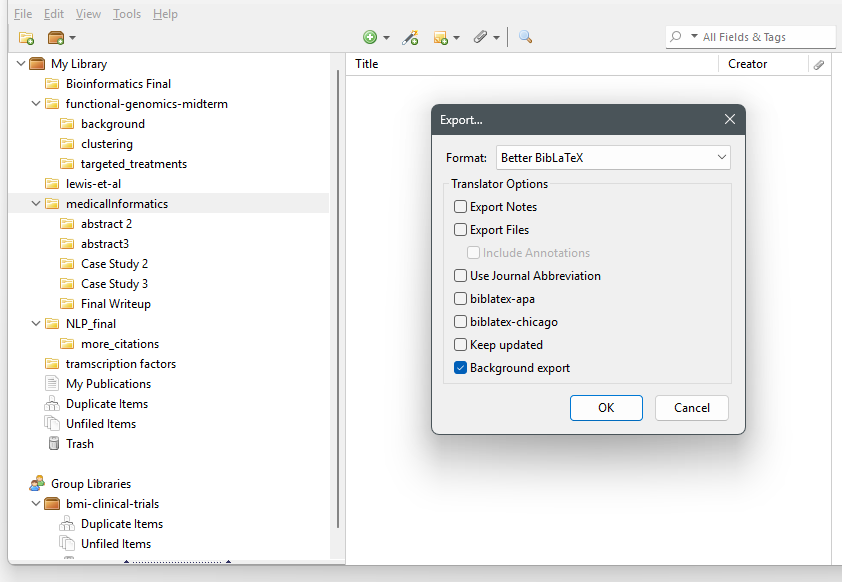 File Edit View Tools Help
All Fields & Tags
My Library
Bioinformatics Final
functional-genomics-midterm
background
clustering
targeted_treatments
lewis-et-al
medicalInformatics
abstract 2
abstract3
Case Study 2
Case Study 3
Final Writeup
NLP_final
more_citations
tramscription factors
My Publications
Duplicate Items
Unfiled Items
Trash
Group Libraries
bmi-clinical-trials
Duplicate Items
Unfiled Items
Title Creator
Export...
Format: Better BibLaTeX
Translator Options
Export Notes
Export Files
Include Annotations
Use Journal Abbreviation
biblatex-apa
biblatex-chicago
Keep updated
Background export
OK Cancel